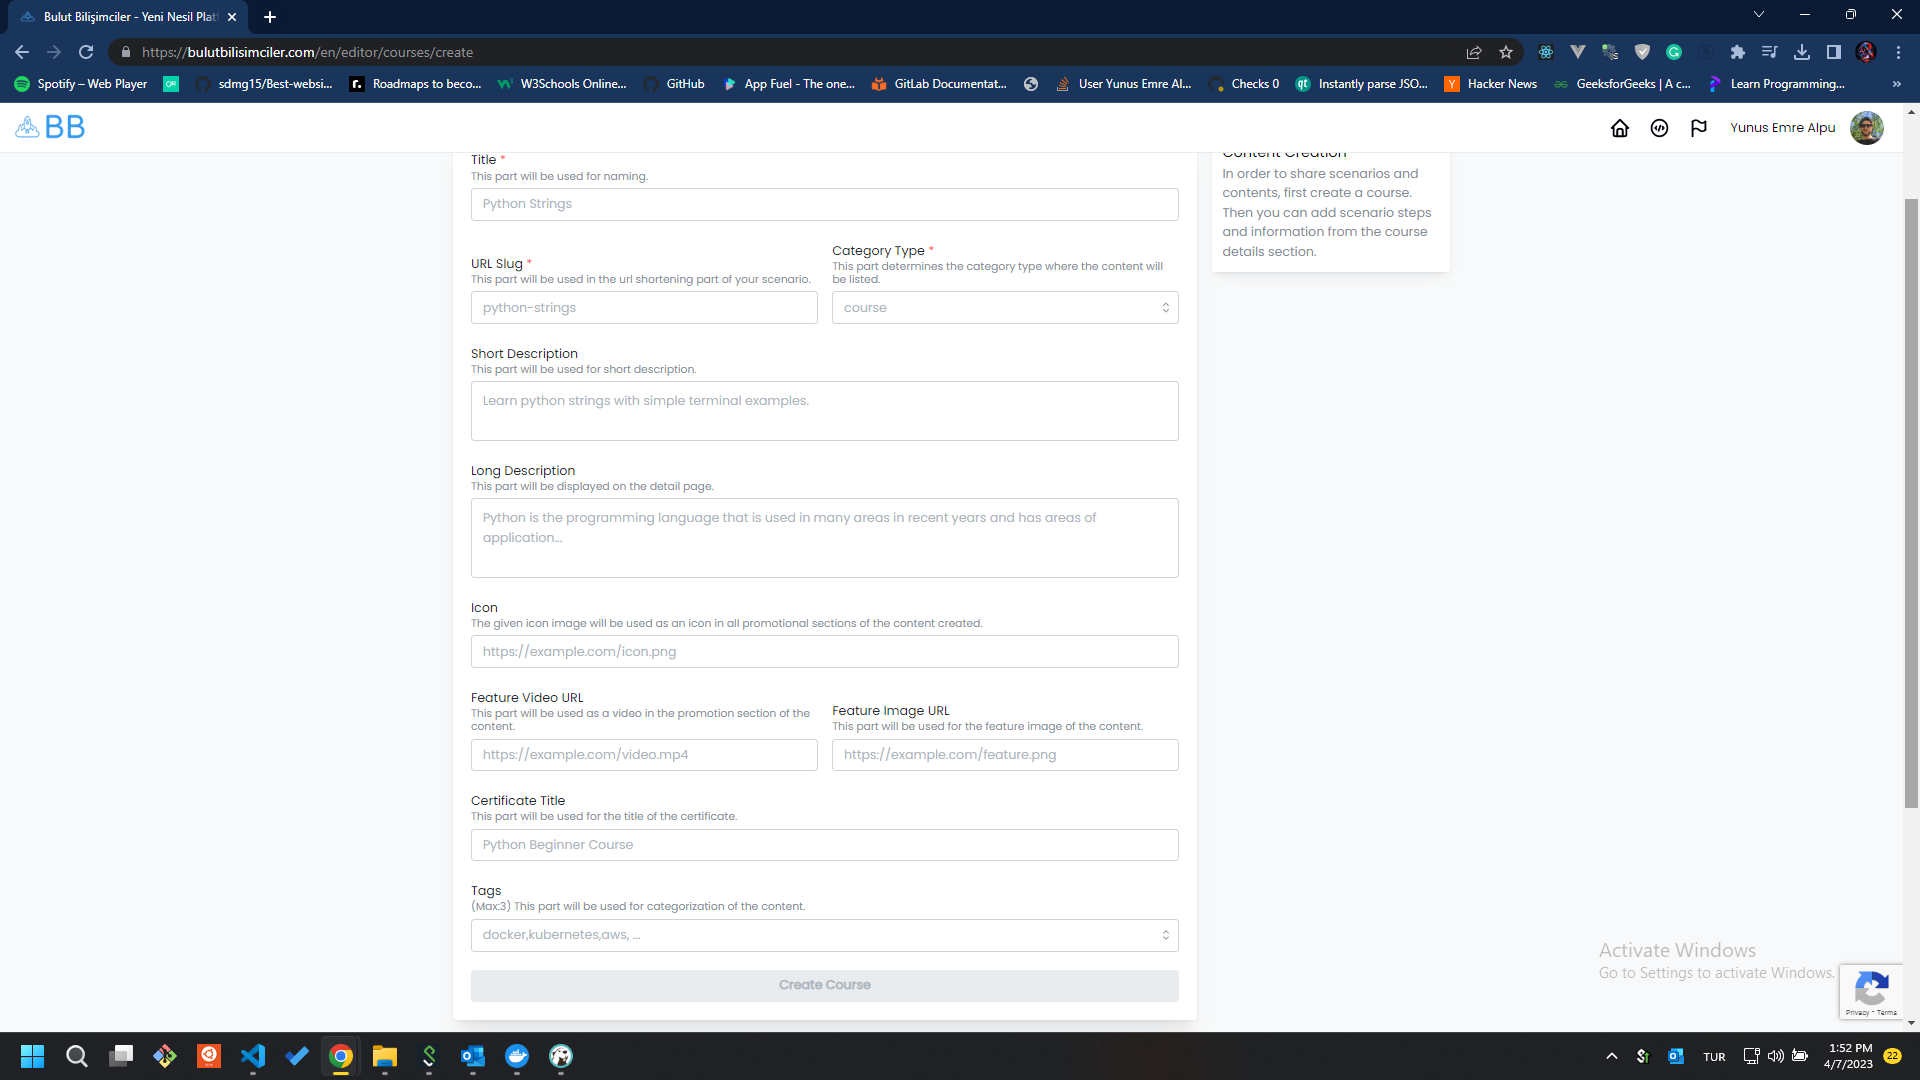 Bulut Bilişimciler - Yeni Nesil Plat
https://bulutbilisimciler.com/en/editor/courses/create
Spotify – Web Player
sdmg15/Best-websi...
Roadmaps to beco...
W3Schools Online...
GitHub
App Fuel - The one...
GitLab Documentat...
User Yunus Emre Al...
Checks 0
Instantly parse JSO...
Hacker News
GeeksforGeeks | A c...
Learn Programming...
BB
Yunus Emre Alpu
Title *
This part will be used for naming.
Python Strings
URL Slug *
This part will be used in the url shortening part of your scenario.
python-strings
Category Type *
This part determines the category type where the content will
be listed.
course
Short Description
This part will be used for short description.
Learn python strings with simple terminal examples.
Long Description
This part will be displayed on the detail page.
Python is the programming language that is used in many areas in recent years and has areas of
application...
Icon
The given icon image will be used as an icon in all promotional sections of the content created.
https://example.com/icon.png
Feature Video URL
This part will be used as a video in the promotion section of the
content.
https://example.com/video.mp4
Feature Image URL
This part will be used for the feature image of the content.
https://example.com/feature.png
Certificate Title
This part will be used for the title of the certificate.
Python Beginner Course
Tags
(Max:3) This part will be used for categorization of the content.
docker,kubernetes,aws, ...
Create Course
Content Creation
In order to share scenarios and
contents, first create a course.
Then you can add scenario steps
and information from the course
details section.
Activate Windows
Go to Settings to activate Windows.
Privacy - Terms
TUR
1:52 PM
4/7/2023
22